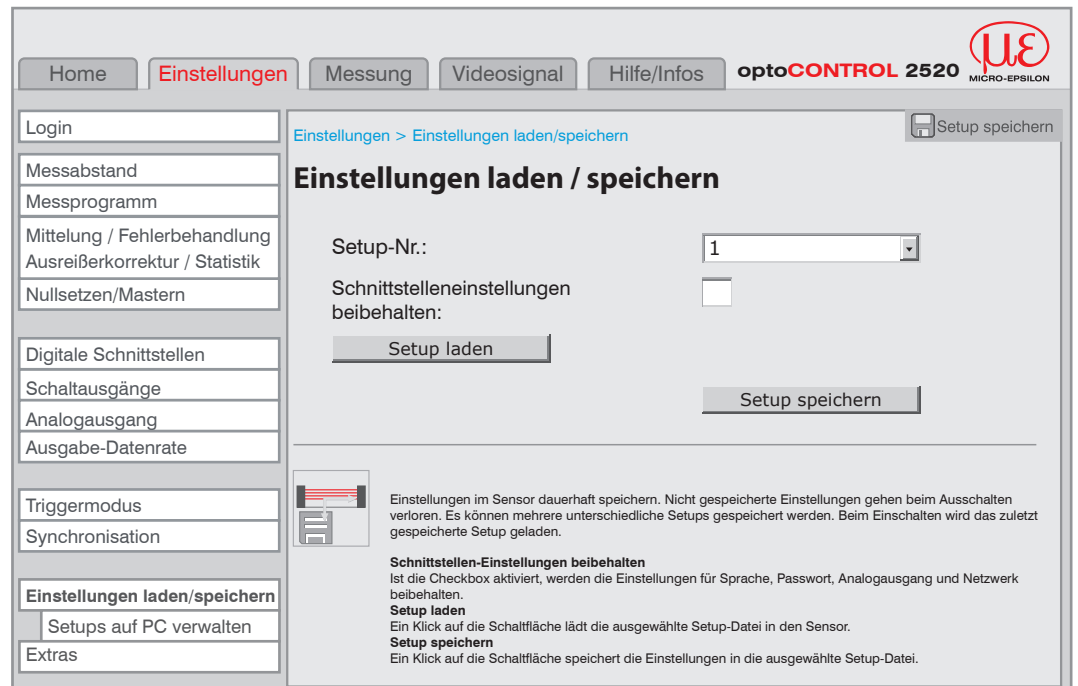 Home
Einstellungen
Messung
Videosignal
Hilfe/Infos
optoCONTROL 2520
με
MICRO-EPSILON
Login
Messabstand
Messprogramm
Mittelung / Fehlerbehandlung
Ausreißerkorrektur / Statistik
Nullsetzen/Mastern
Digitale Schnittstellen
Schaltausgänge
Analogausgang
Ausgabe-Datenrate
Triggermodus
Synchronisation
Einstellungen laden/speichern
Setups auf PC verwalten
Extras
Einstellungen > Einstellungen laden/speichern
Setup speichern
Einstellungen laden / speichern
Setup-Nr.:
1
Schnittstelleneinstellungen
beibehalten:
Setup laden
Setup speichern
Einstellungen im Sensor dauerhaft speichern. Nicht gespeicherte Einstellungen gehen beim Ausschalten
verloren. Es können mehrere unterschiedliche Setups gespeichert werden. Beim Einschalten wird das zuletzt
gespeicherte Setup geladen.
Schnittstellen-Einstellungen beibehalten
Ist die Checkbox aktiviert, werden die Einstellungen für Sprache, Passwort, Analogausgang und Netzwerk
beibehalten.
Setup laden
Ein Klick auf die Schaltfläche lädt die ausgewählte Setup-Datei in den Sensor.
Setup speichern
Ein Klick auf die Schaltfläche speichert die Einstellungen in die ausgewählte Setup-Datei.